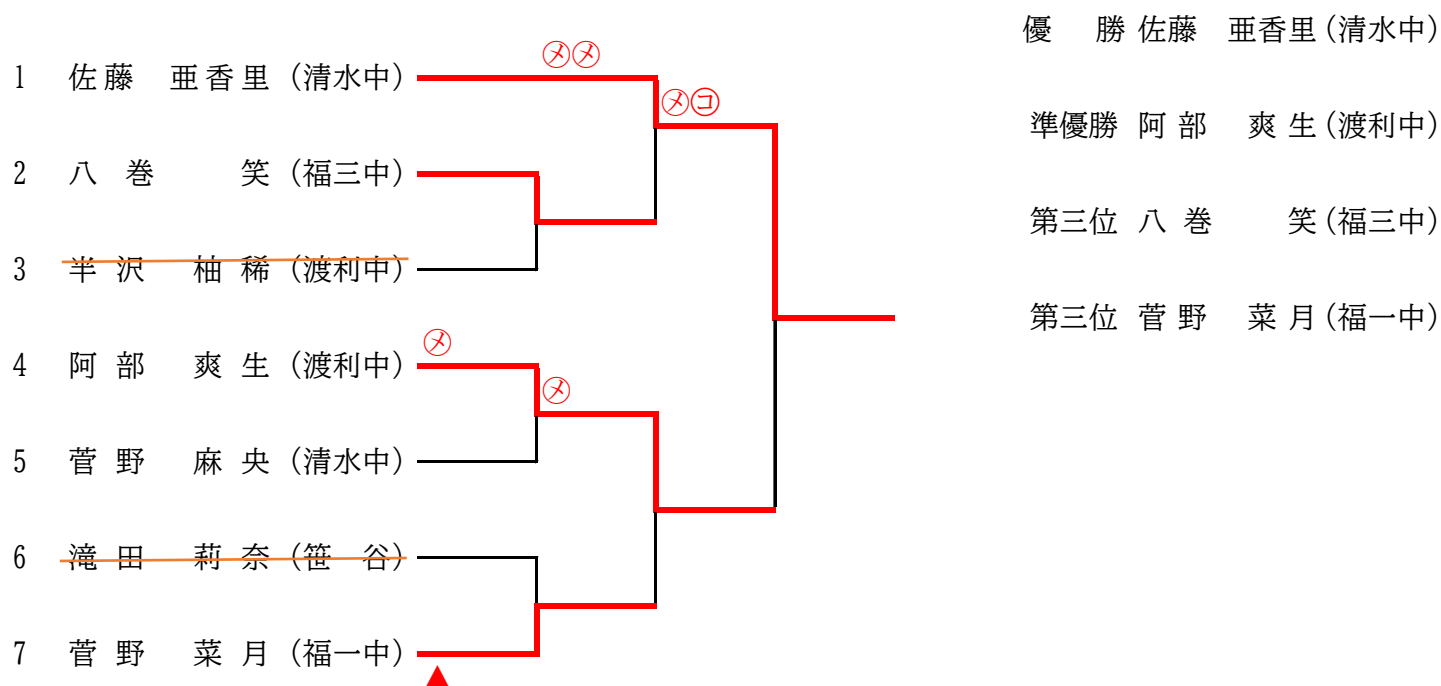 優　勝 佐藤　亜香里(清水中)
㋱㋱
1 佐藤　亜香里 (清水中)
㋱㋙
準優勝 阿部　爽生(渡利中)
2 八巻　笑 (福三中)
第三位 八巻　笑(福三中)
3 半沢　柚稀 (渡利中)
第三位 菅野　菜月(福一中)
㋱
4 阿部　爽生 (渡利中)
㋱
5 菅野　麻央 (清水中)
6 滝田　莉奈 (笹　谷)
7 菅野　菜月 (福一中)
▲